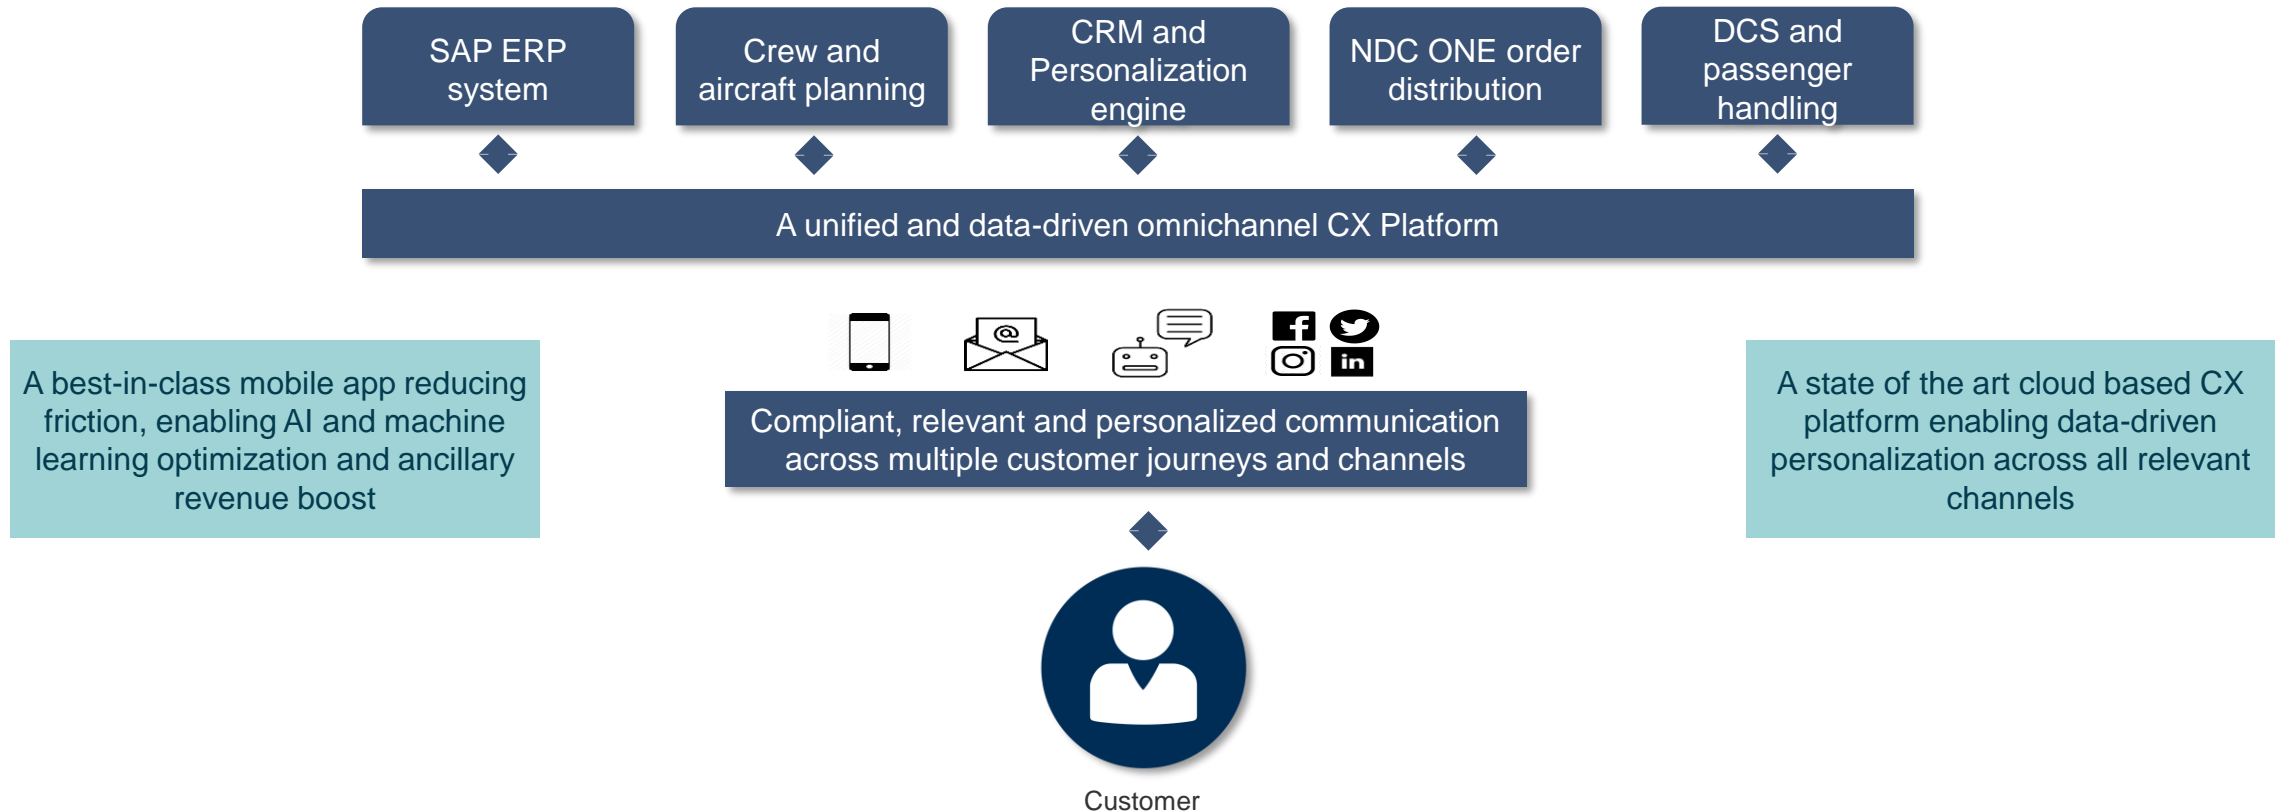 SAP ERP
system
Crew and
aircraft planning
CRM and
Personalization
engine
NDC ONE order
distribution
DCS and
passenger
handling
A unified and data-driven omnichannel CX Platform
@
f
in
A best-in-class mobile app reducing
friction, enabling AI and machine
learning optimization and ancillary
revenue boost
Compliant, relevant and personalized communication
across multiple customer journeys and channels
A state of the art cloud based CX
platform enabling data-driven
personalization across all relevant
channels
Customer